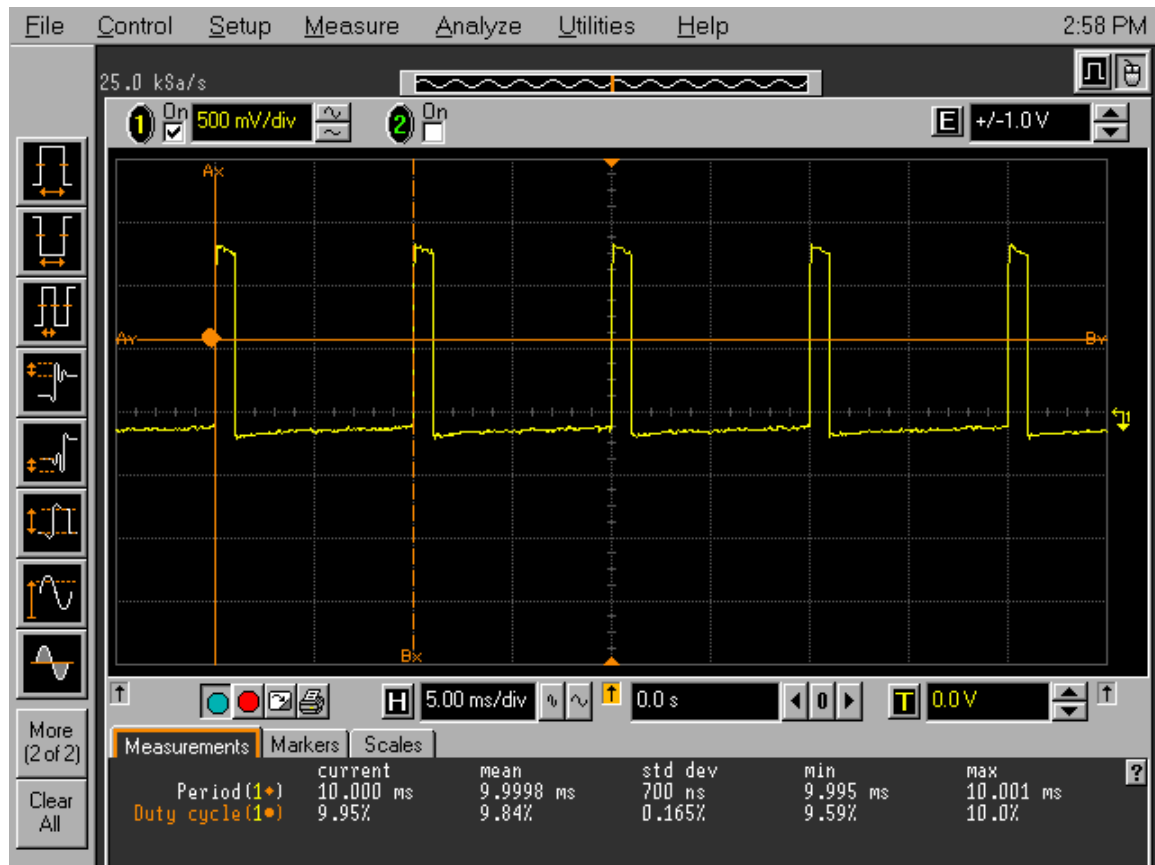 File Control Setup Measure Analyze Utilities Help 2:58 PM
25.0 kSa/s
1 On 500 mV/div 2 On E +/-1.0 V
Ax
Ay By
1
Bx
H 5.00 ms/div 0.0 s 0 T 0.0 V
More
(2 of 2)
Clear
All
Measurements Markers Scales
current mean std dev min max ?
Period(1) 10.000 ms 9.9998 ms 700 ns 9.995 ms 10.001 ms
Duty cycle(1) 9.95% 9.84% 0.165% 9.59% 10.0%